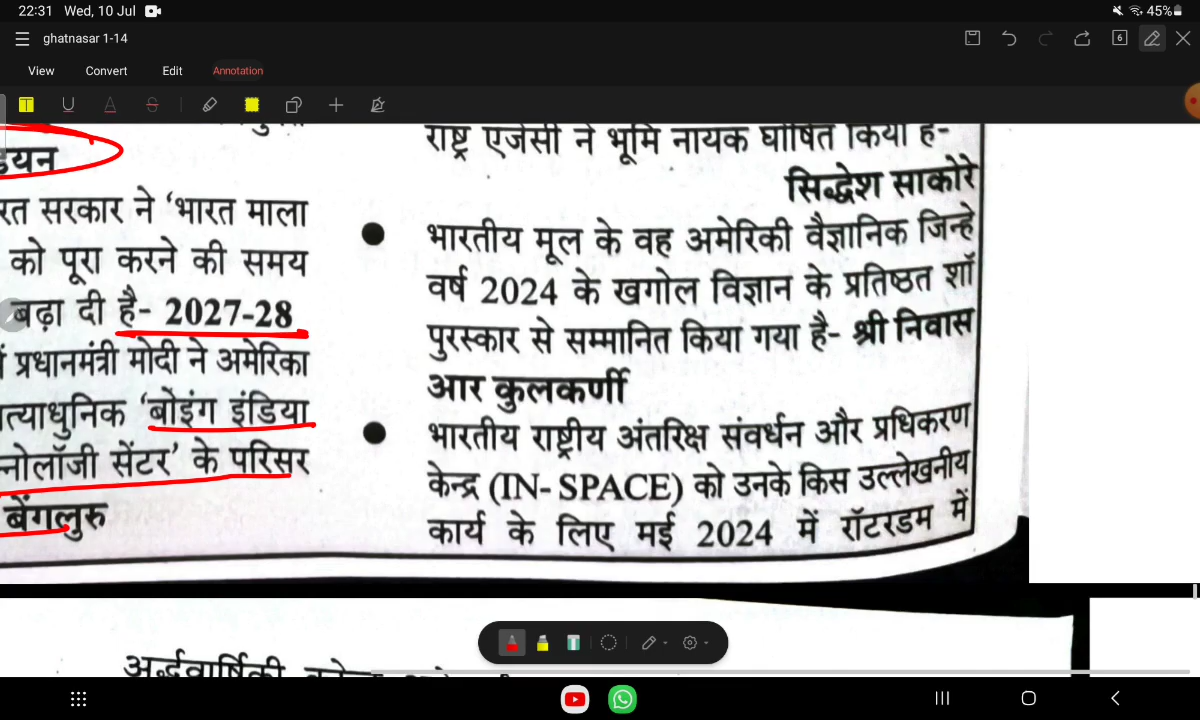 22:31 Wed, 10 Jul 45%
ghatnasar 1-14
6
View Convert Edit Annotation
T U A S
डियन
रत सरकार ने ‘भारत माला
को पूरा करने की समय
बढ़ा दी है- 2027-28
प्रधानमंत्री मोदी ने अमेरिका
त्याधुनिक ‘बोइंग इंडिया
नोलॉजी सेंटर’ के परिसर
बेंगलुरु
राष्ट्र एजेंसी ने भूमि नायक घोषित किया है-
सिद्धेश साकोरे
● भारतीय मूल के वह अमेरिकी वैज्ञानिक जिन्हे
वर्ष 2024 के खगोल विज्ञान के प्रतिष्ठत शॉ
पुरस्कार से सम्मानित किया गया है- श्री निवास
आर कुलकर्णी
● भारतीय राष्ट्रीय अंतरिक्ष संवर्धन और प्रधिकरण
केन्द्र (IN- SPACE) को उनके किस उल्लेखनीय
कार्य के लिए मई 2024 में रॉटरडम में
अर्द्धवार्षिकी